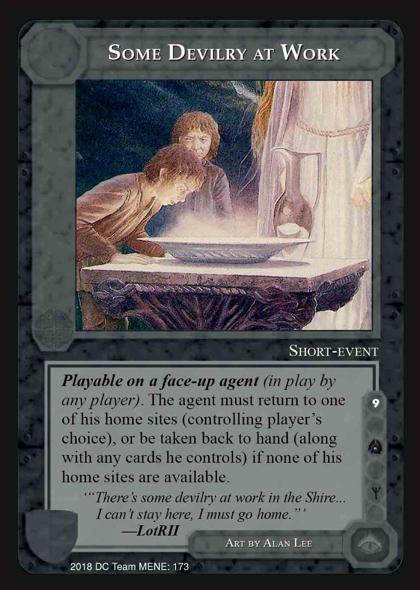 Some Devilry at Work
Short-event
Playable on a face-up agent (in play by
any player). The agent must return to one
of his home sites (controlling player's
choice), or be taken back to hand (along
with any cards he controls) if none of his
home sites are available.
9
'"There's some devilry at work in the Shire...
I can't stay here, I must go home."'
—LotRII
Art by Alan Lee
2018 DC Team MENE: 173